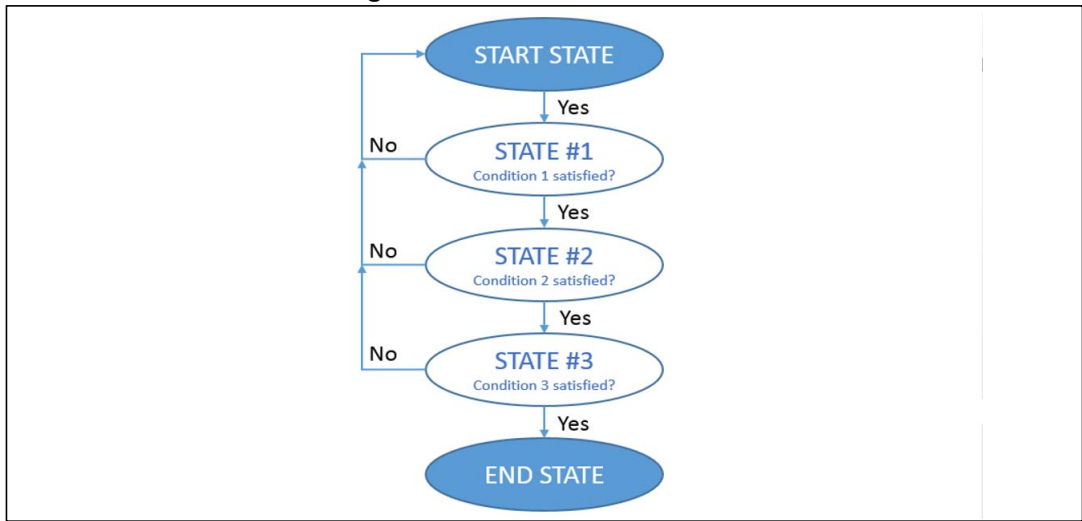 START STATE
Yes
No
STATE #1
Condition 1 satisfied?
Yes
No
STATE #2
Condition 2 satisfied?
Yes
No
STATE #3
Condition 3 satisfied?
Yes
END STATE